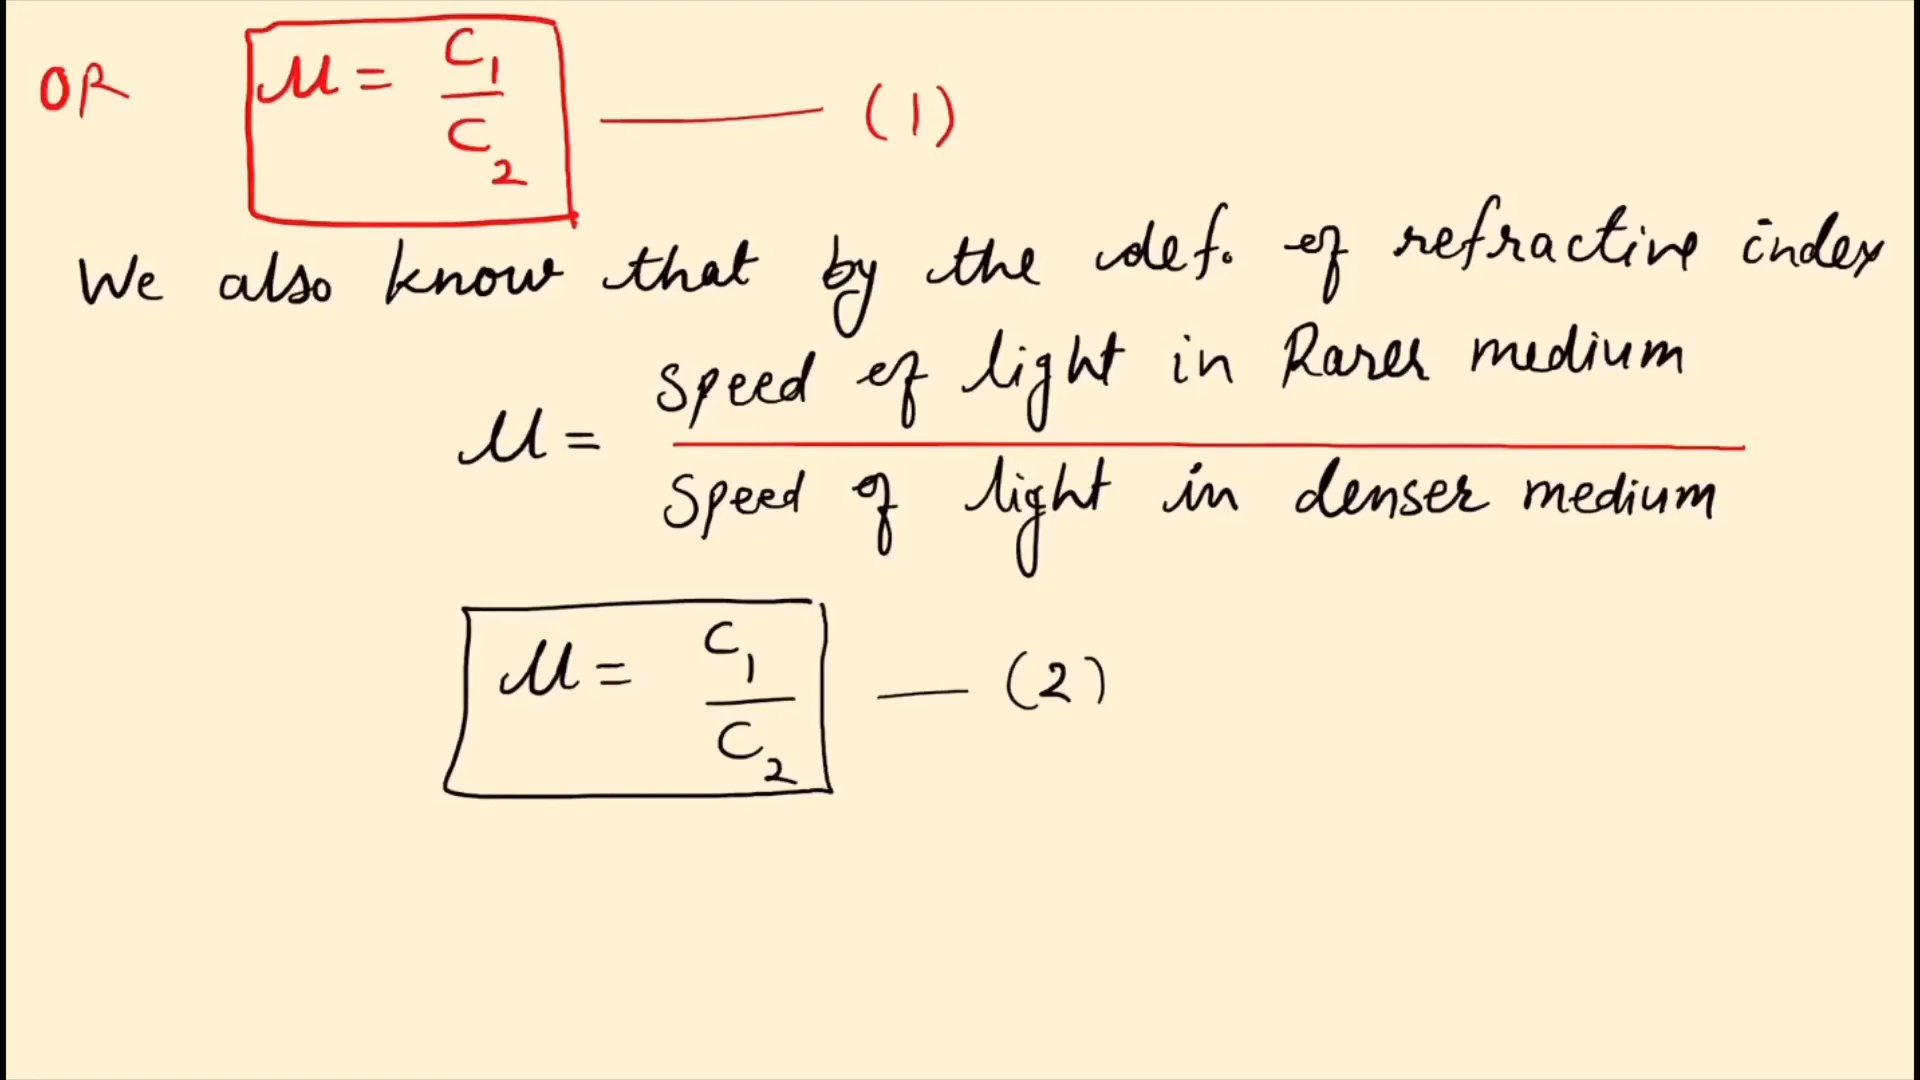 OR μ = C₁/C₂ ——— (1)
We also know that by the def. of refractive index
μ = Speed of light in Rarer medium
Speed of light in denser medium
μ = C₁/C₂ — (2)